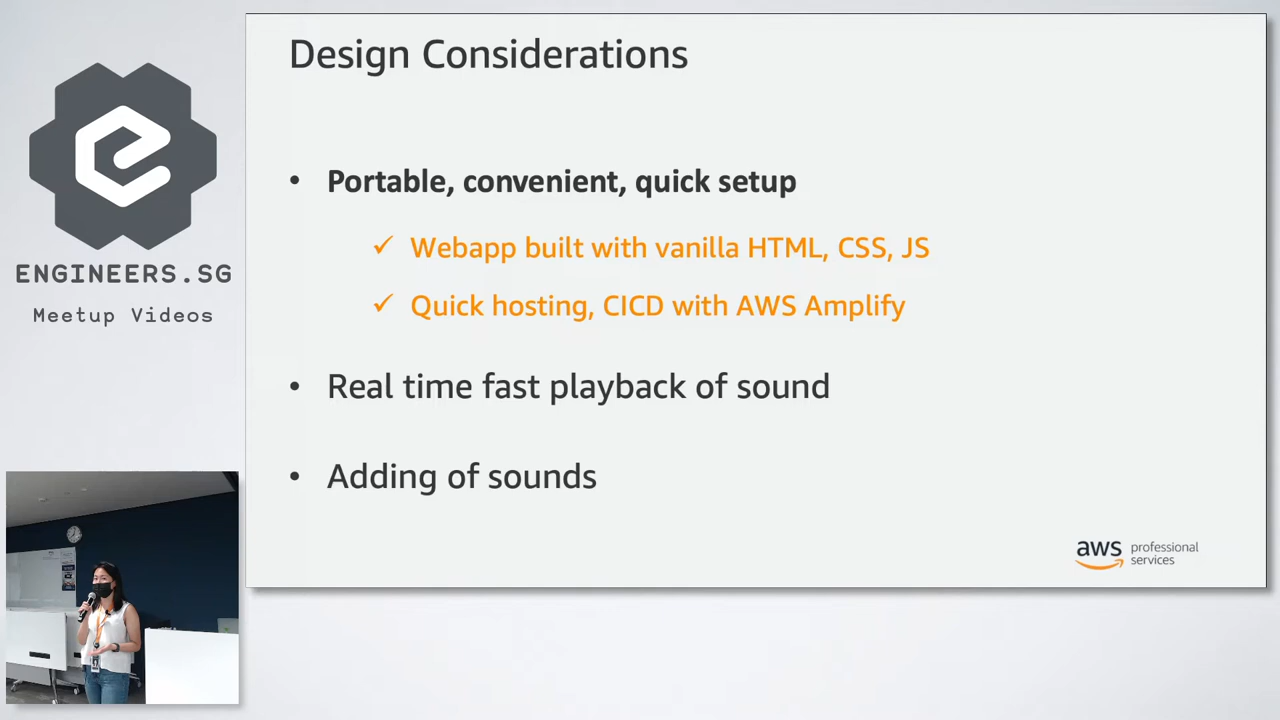 ENGINEERS.SG
Meetup Videos
Design Considerations
• Portable, convenient, quick setup
✓ Webapp built with vanilla HTML, CSS, JS
✓ Quick hosting, CICD with AWS Amplify
• Real time fast playback of sound
• Adding of sounds
aws professional
services